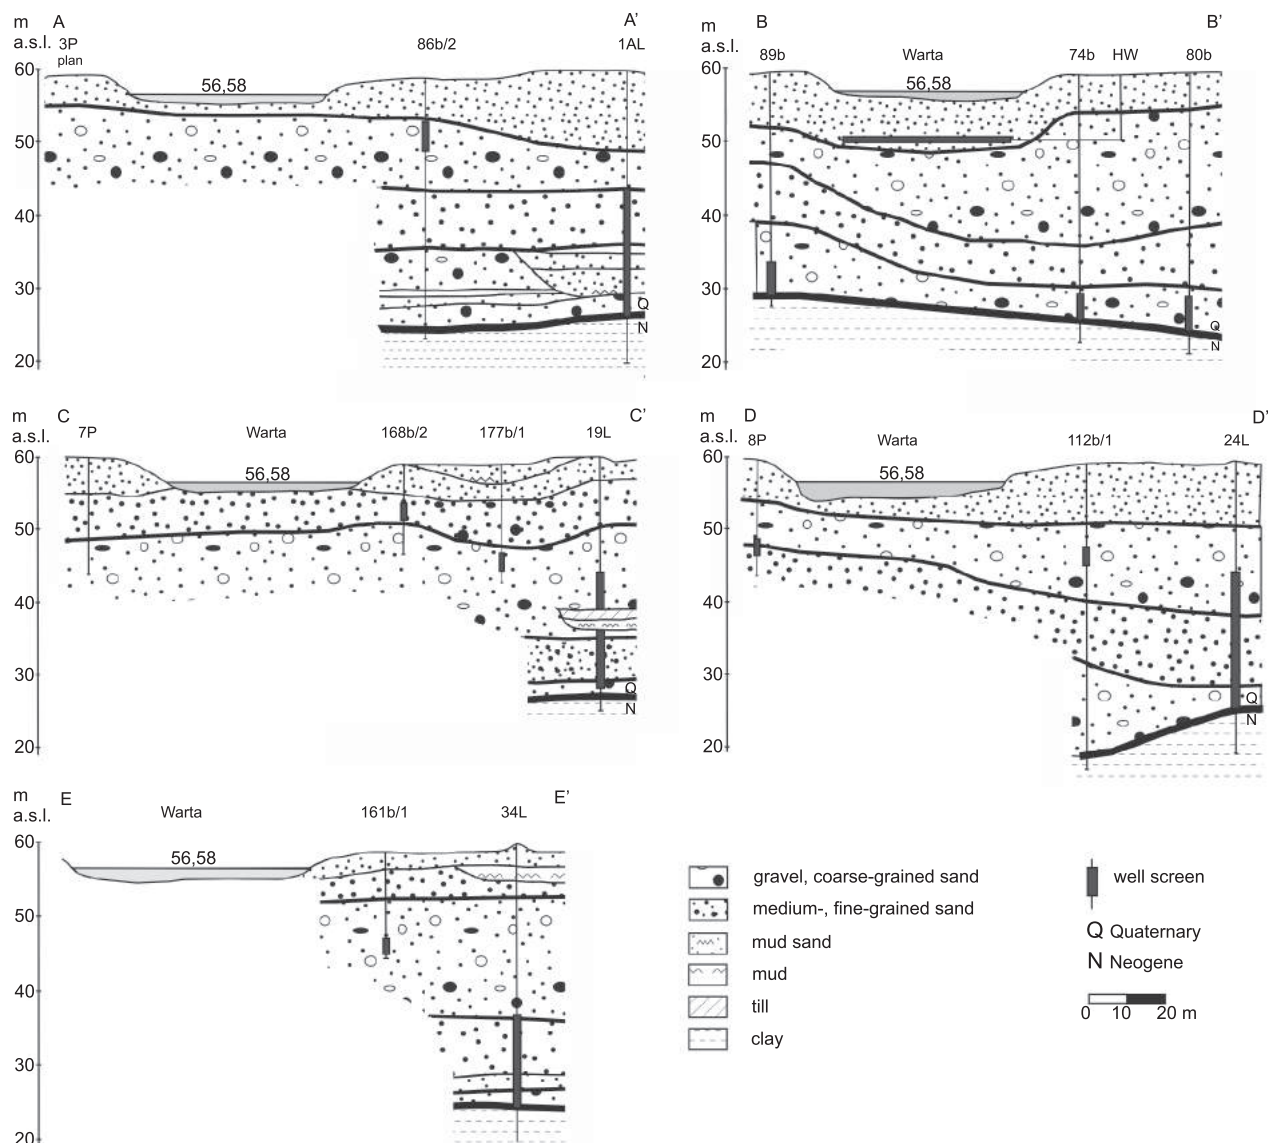 m
a.s.l.
A
A'
3P
plan
86b/2
1AL
60
56,58
50
40
30
20
Q
N
m
a.s.l.
B
B'
89b
Warta
74b
HW
80b
60
56,58
50
40
30
20
Q
N
m
a.s.l.
C
C'
7P
Warta
168b/2
177b/1
19L
60
56,58
50
40
30
20
Q
N
m
a.s.l.
D
D'
8P
Warta
112b/1
24L
60
56,58
50
40
30
20
Q
N
m
a.s.l.
E
E'
Warta
161b/1
34L
60
56,58
50
40
30
20
gravel, coarse-grained sand
medium-, fine-grained sand
mud sand
mud
till
clay
well screen
Q Quaternary
N Neogene
0 10 20 m